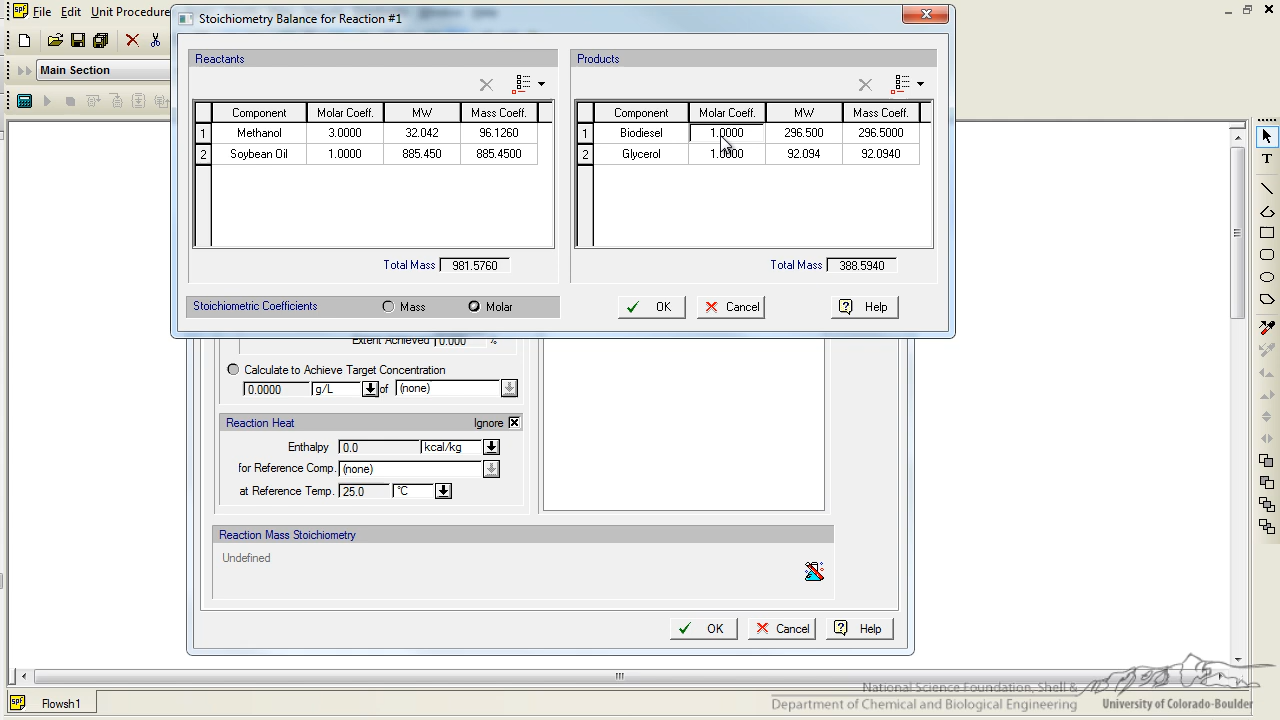 File Edit Unit Procedure
Stoichiometry Balance for Reaction #1
Main Section
Reactants
Component Molar Coeff. MW Mass Coeff.
1 Methanol 3.0000 32.042 96.1260
2 Soybean Oil 1.0000 885.450 885.4500
Total Mass 981.5760
Products
Component Molar Coeff. MW Mass Coeff.
1 Biodiesel 1.0000 296.500 296.5000
2 Glycerol 1.0000 92.094 92.0940
Total Mass 388.5940
Stoichiometric Coefficients Mass Molar
OK Cancel Help
Extent Achieved 0.000 %
Calculate to Achieve Target Concentration
0.0000 g/L of (none)
Reaction Heat Ignore
Enthalpy 0.0 kcal/kg
for Reference Comp. (none)
at Reference Temp. 25.0 °C
Reaction Mass Stoichiometry
Undefined
OK Cancel Help
T
Flowsh1
National Science Foundation, Shell &
Department of Chemical and Biological Engineering
University of Colorado-Boulder